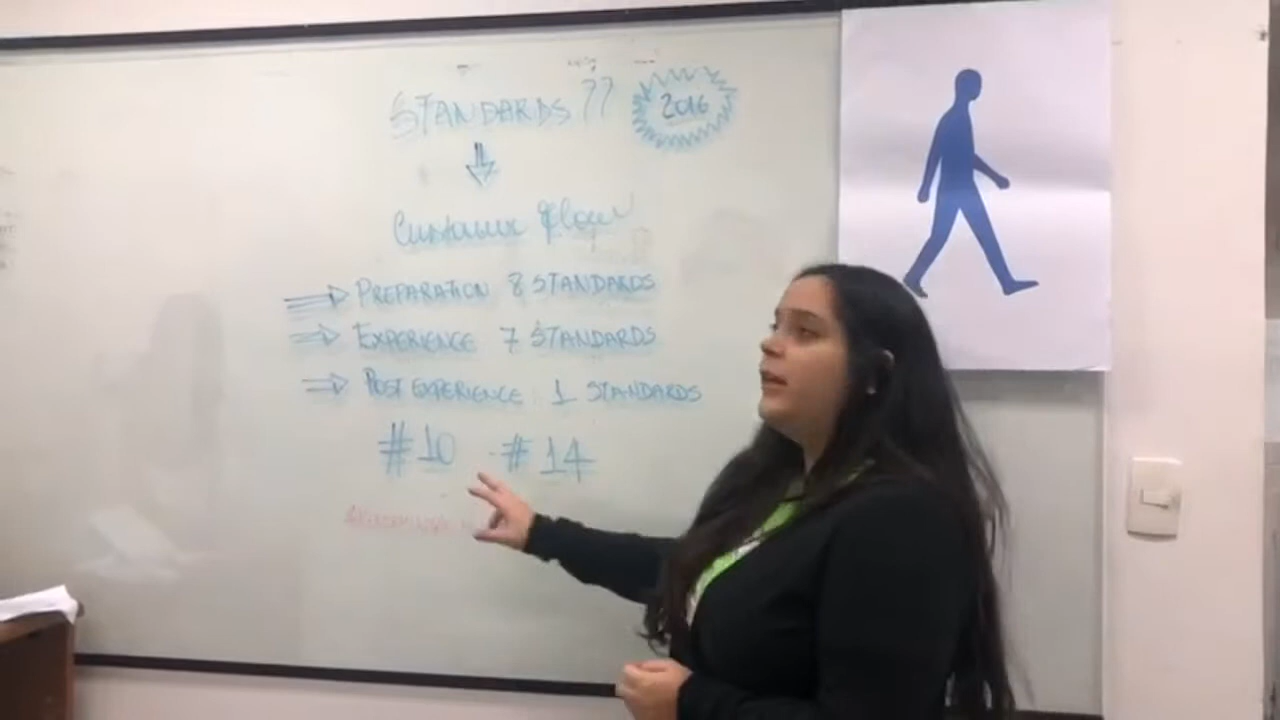 STANDARDS ??
2016
Customer flow
PREPARATION 8 STANDARDS
EXPERIENCE 7 STANDARDS
POST EXPERIENCE 1 STANDARDS
#10 - #14